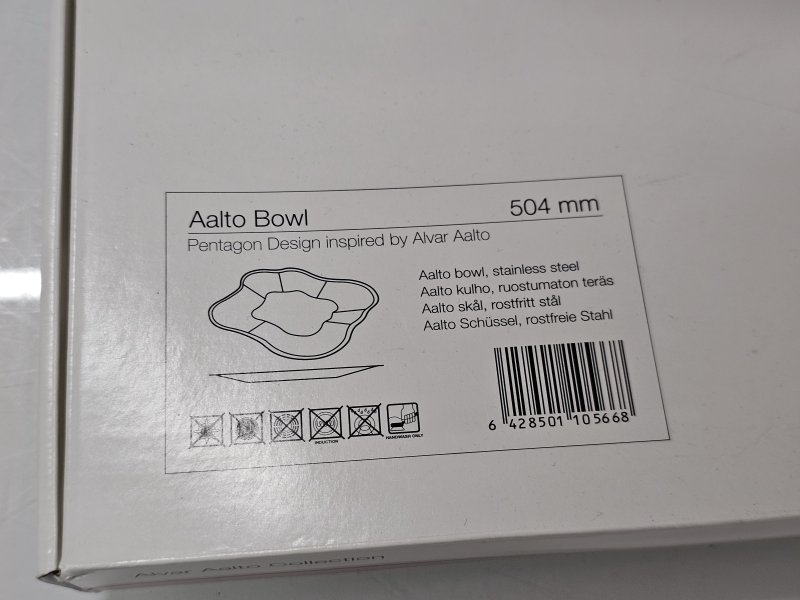 Aalto Bowl 504 mm
Pentagon Design inspired by Alvar Aalto
Aalto bowl, stainless steel
Aalto kulho, ruostumaton teräs
Aalto skål, rostfritt stål
Aalto Schüssel, rostfreie Stahl
INDUCTION
HANDWASH ONLY
6 428501 105668
Alvar Aalto Collection